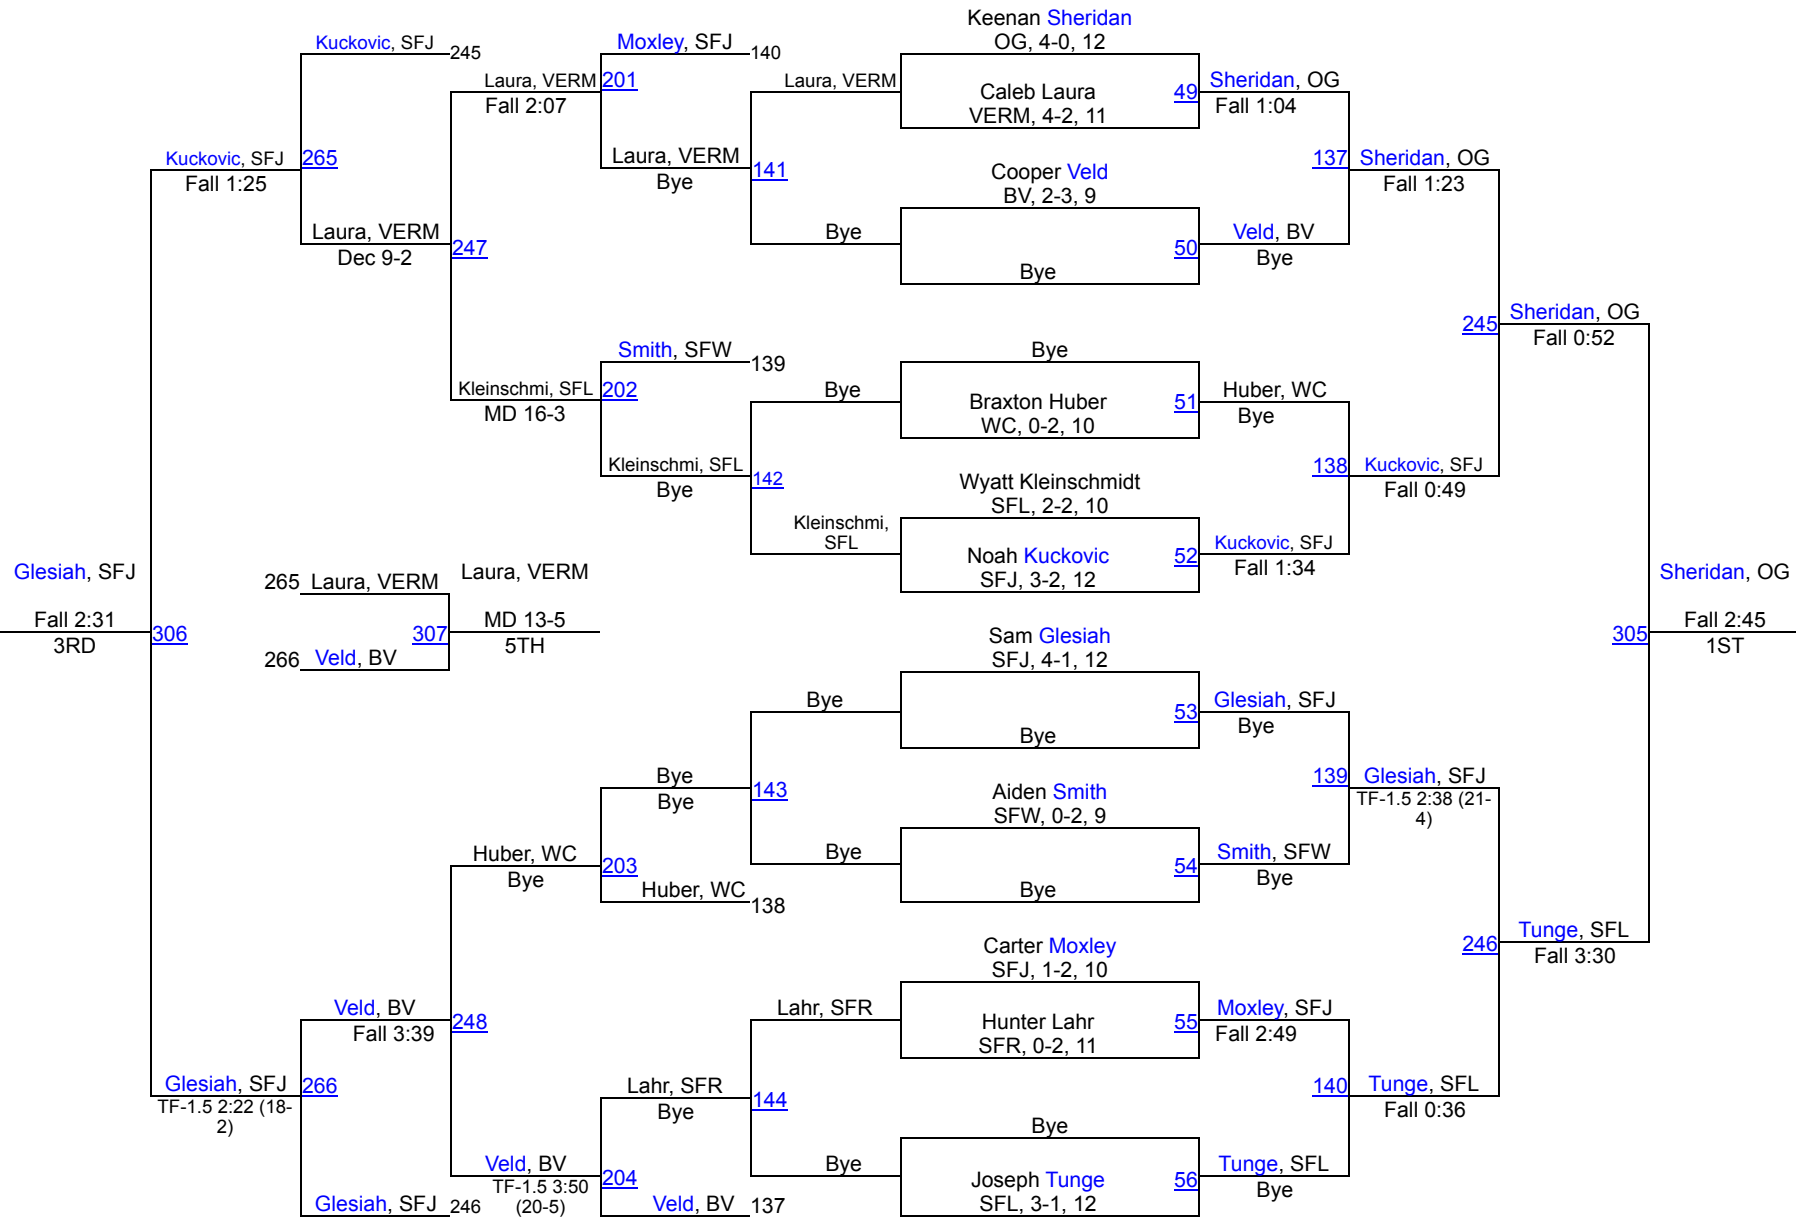 Keenan Sheridan
OG, 4-0, 12
Kuckovic, SFJ 245
Moxley, SFJ 140
Laura, VERM 201
Fall 2:07
Laura, VERM
Caleb Laura
VERM, 4-2, 11
49 Sheridan, OG
Fall 1:04
Kuckovic, SFJ 265
Fall 1:25
Laura, VERM
Bye
141
Cooper Veld
BV, 2-3, 9
137 Sheridan, OG
Fall 1:23
Laura, VERM
Dec 9-2
247
Bye
Bye
50
Veld, BV
Bye
245 Sheridan, OG
Fall 0:52
Smith, SFW 139
Bye
Kleinschmi, SFL 202
MD 16-3
Bye
Braxton Huber
WC, 0-2, 10
51
Huber, WC
Bye
Kleinschmi, SFL
Bye
142
Wyatt Kleinschmidt
SFL, 2-2, 10
138 Kuckovic, SFJ
Fall 0:49
Kleinschmi,
SFL
Noah Kuckovic
SFJ, 3-2, 12
52 Kuckovic, SFJ
Fall 1:34
Glesiah, SFJ
Fall 2:31
3RD
306
265 Laura, VERM
266 Veld, BV
307
Laura, VERM
MD 13-5
5TH
Sheridan, OG
305
Fall 2:45
1ST
Sam Glesiah
SFJ, 4-1, 12
Bye
Bye
53 Glesiah, SFJ
Bye
Bye
Bye
143
Aiden Smith
SFW, 0-2, 9
139 Glesiah, SFJ
TF-1.5 2:38 (21-
4)
Huber, WC
Bye
203
Huber, WC 138
Bye
Bye
54 Smith, SFW
Bye
246 Tunge, SFL
Fall 3:30
Carter Moxley
SFJ, 1-2, 10
Veld, BV
Fall 3:39
248
Lahr, SFR
Hunter Lahr
SFR, 0-2, 11
55 Moxley, SFJ
Fall 2:49
Glesiah, SFJ 266
TF-1.5 2:22 (18-
2)
Lahr, SFR
Bye
144
140 Tunge, SFL
Fall 0:36
Bye
Veld, BV
TF-1.5 3:50
(20-5)
204
Bye
Joseph Tunge
SFL, 3-1, 12
56 Tunge, SFL
Bye
Glesiah, SFJ 246
Veld, BV 137